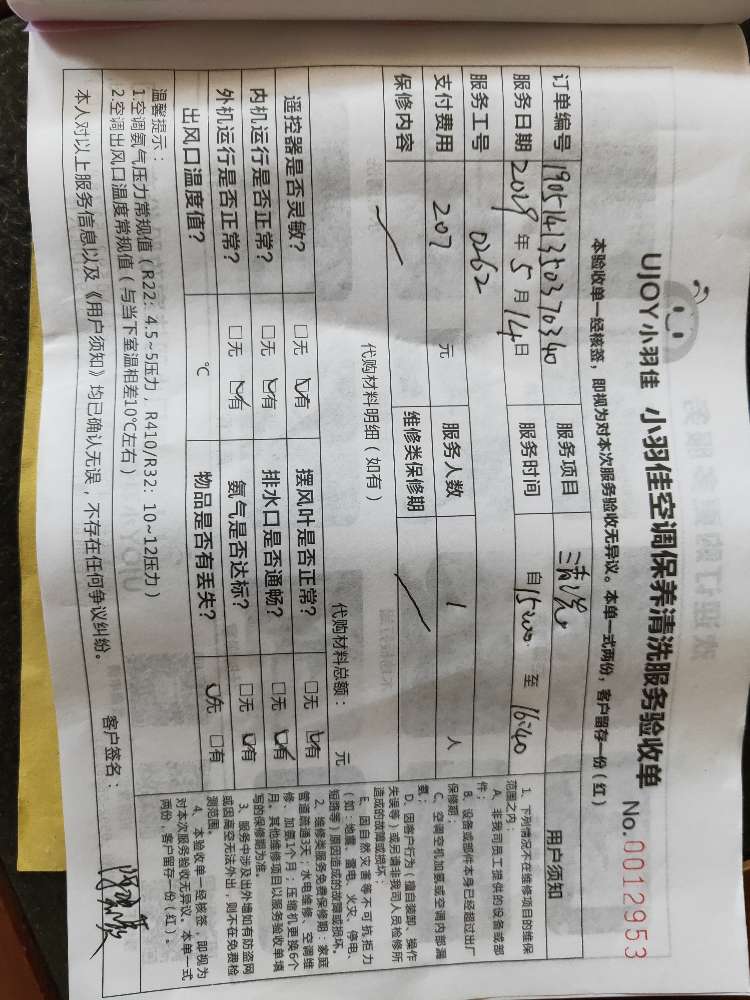 UJOY小羽佳 小羽佳空调保养清洗服务验收单
No.0012953
本验收单一经核签，即视为对本次服务验收无异议。本单一式两份，客户留存一份（红）
订单编号 1905141350370340 服务项目 清洗
服务日期 2019年5月14日 服务时间 自15:00 至16:40
服务工号 0262
支付费用 207 元 服务人数 1 人
保修内容 维修类保修期
代购材料明细（如有）
代购材料总额： 元
遥控器是否灵敏？ □无 □有 摆风叶是否正常？ □无 □有
内机运行是否正常？ □无 □有 排水口是否通畅？ □无 □有
外机运行是否正常？ □无 □有 氨气是否达标？ □无 □有
出风口温度值？ ℃ 物品是否有丢失？ □无 □有
温馨提示：
1.空调氨气压力常规值（R22：4.5~5压力，R410/R32：10~12压力）
2.空调出风口温度常规值（与当下室温相差10℃左右）
本人对以上服务信息以及《用户须知》均已确认无误，不存在任何争议纠纷。
客户签名：
用户须知
1、下列情况不在维修项目的维保
范围之内：
A、非我司员工提供的设备或部
件；
B、设备或部件本身已经超过出厂
保修期；
C、空调空机加氨或空调内部漏
氨；
D、因客户行为（擅自装卸、操作
失误等）或另请非我司人员检修所
造成的故障或损坏；
E、因自然灾害等不可抗拒力
（如：地震、雷电、火灾、停电、
短路等）原因造成的故障或损坏。
2、维修类服务免费保修期：家庭
管道疏通3天；水电维修、空调维
修、加氨1个月；压缩机更换6个
月。其他维修项目以服务验收单填
写的保修期为准。
3、服务中涉及出外墙如有防盗网
或因高空无法外出，则不在免费检
测范围。
4、本验收单一经核签，即视为
对本次服务验收无异议。本单一式
两份，客户留存一份（红）。